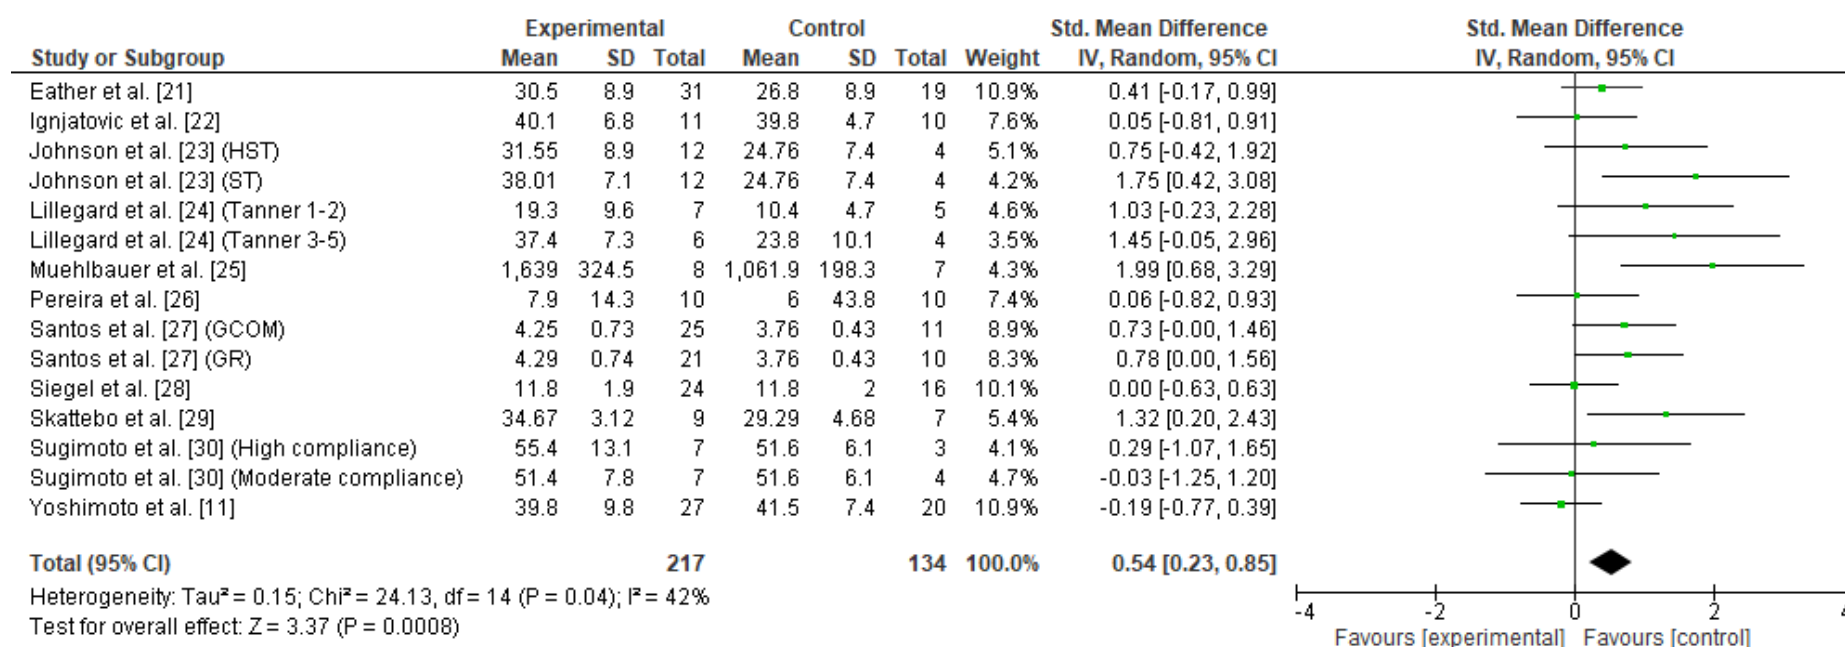 Experimental Control Std. Mean Difference Std. Mean Difference
Study or Subgroup Mean SD Total Mean SD Total Weight IV, Random, 95% CI IV, Random, 95% CI
Eather et al. [21] 30.5 8.9 31 26.8 8.9 19 10.9% 0.41 [-0.17, 0.99]
Ignjatovic et al. [22] 40.1 6.8 11 39.8 4.7 10 7.6% 0.05 [-0.81, 0.91]
Johnson et al. [23] (HST) 31.55 8.9 12 24.76 7.4 4 5.1% 0.75 [-0.42, 1.92]
Johnson et al. [23] (ST) 38.01 7.1 12 24.76 7.4 4 4.2% 1.75 [0.42, 3.08]
Lillegard et al. [24] (Tanner 1-2) 19.3 9.6 7 10.4 4.7 5 4.6% 1.03 [-0.23, 2.28]
Lillegard et al. [24] (Tanner 3-5) 37.4 7.3 6 23.8 10.1 4 3.5% 1.45 [-0.05, 2.96]
Muehlbauer et al. [25] 1,639 324.5 8 1,061.9 198.3 7 4.3% 1.99 [0.68, 3.29]
Pereira et al. [26] 7.9 14.3 10 6 43.8 10 7.4% 0.06 [-0.82, 0.93]
Santos et al. [27] (GCOM) 4.25 0.73 25 3.76 0.43 11 8.9% 0.73 [-0.00, 1.46]
Santos et al. [27] (GR) 4.29 0.74 21 3.76 0.43 10 8.3% 0.78 [0.00, 1.56]
Siegel et al. [28] 11.8 1.9 24 11.8 2 16 10.1% 0.00 [-0.63, 0.63]
Skattebo et al. [29] 34.67 3.12 9 29.29 4.68 7 5.4% 1.32 [0.20, 2.43]
Sugimoto et al. [30] (High compliance) 55.4 13.1 7 51.6 6.1 3 4.1% 0.29 [-1.07, 1.65]
Sugimoto et al. [30] (Moderate compliance) 51.4 7.8 7 51.6 6.1 4 4.7% -0.03 [-1.25, 1.20]
Yoshimoto et al. [11] 39.8 9.8 27 41.5 7.4 20 10.9% -0.19 [-0.77, 0.39]
Total (95% CI) 217 134 100.0% 0.54 [0.23, 0.85]
Heterogeneity: Tau² = 0.15; Chi² = 24.13, df = 14 (P = 0.04); I² = 42%
Test for overall effect: Z = 3.37 (P = 0.0008)
-4 -2 0 2 4
Favours [experimental] Favours [control]